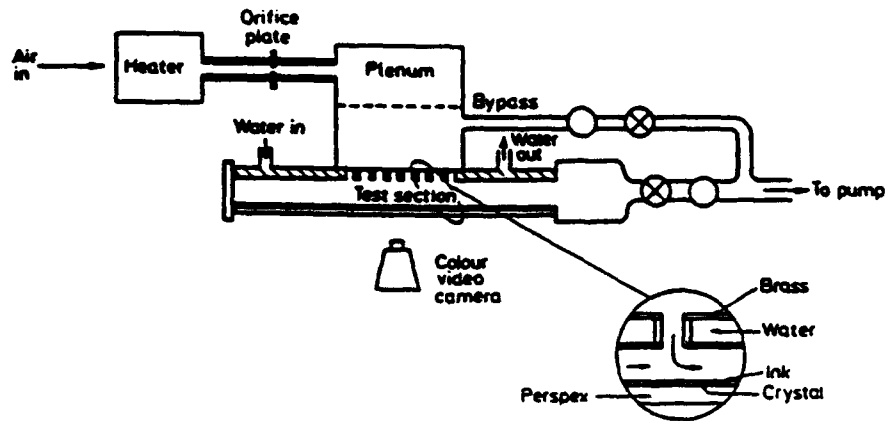 Orifice
plate
Air
in
Heater
Plenum
Bypass
Water in
Water
out
Test section
To pump
Colour
video
camera
Brass
Water
Ink
Crystal
Perspex